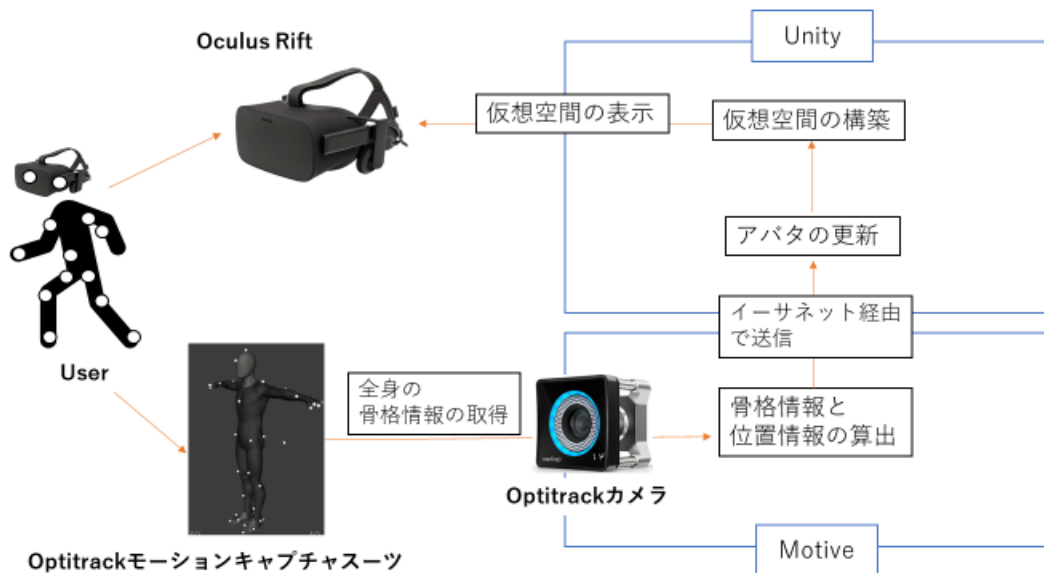 Unity
Oculus Rift
仮想空間の表示
仮想空間の構築
アバタの更新
イーサネット経由
で送信
User
全身の
骨格情報の取得
骨格情報と
位置情報の算出
Optitrackカメラ
Optitrackモーションキャプチャスーツ
Motive